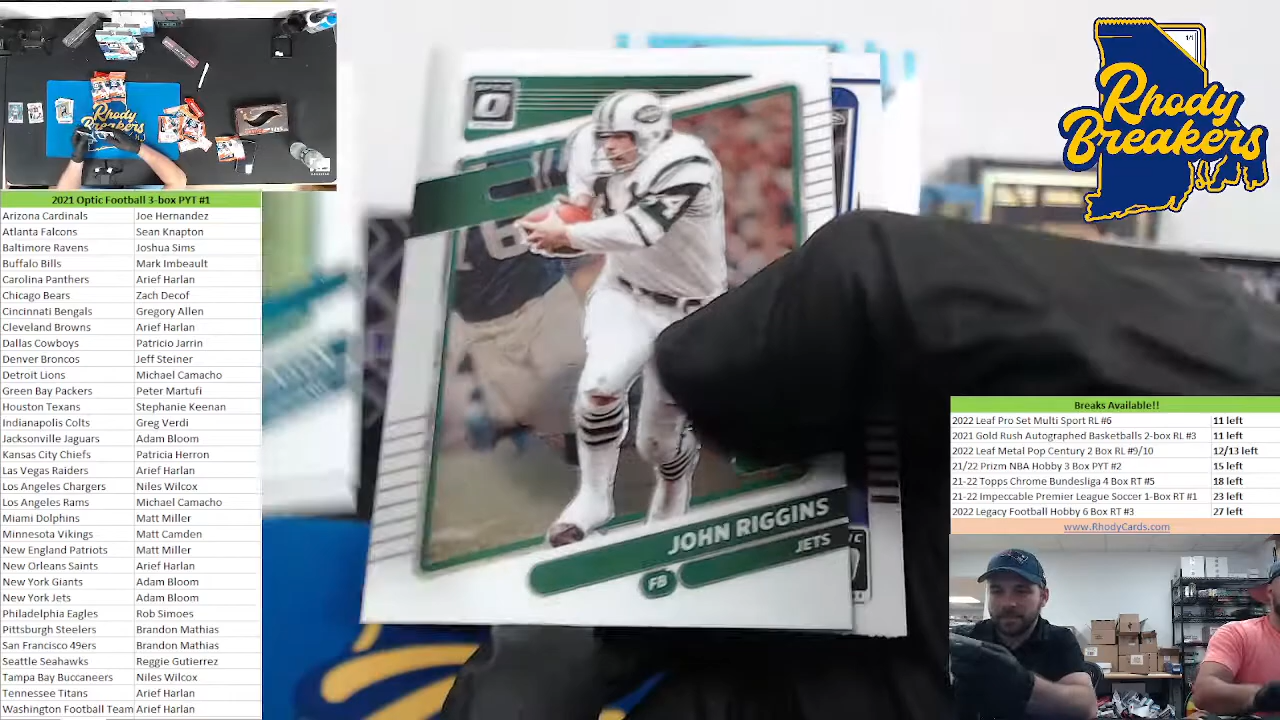 2021 Optic Football 3-box PYT #1
Arizona Cardinals Joe Hernandez
Atlanta Falcons Sean Knapton
Baltimore Ravens Joshua Sims
Buffalo Bills Mark Imbeault
Carolina Panthers Arief Harlan
Chicago Bears Zach Decof
Cincinnati Bengals Gregory Allen
Cleveland Browns Arief Harlan
Dallas Cowboys Patricio Jarrin
Denver Broncos Jeff Steiner
Detroit Lions Michael Camacho
Green Bay Packers Peter Martufi
Houston Texans Stephanie Keenan
Indianapolis Colts Greg Verdi
Jacksonville Jaguars Adam Bloom
Kansas City Chiefs Patricia Herron
Las Vegas Raiders Arief Harlan
Los Angeles Chargers Niles Wilcox
Los Angeles Rams Michael Camacho
Miami Dolphins Matt Miller
Minnesota Vikings Matt Camden
New England Patriots Matt Miller
New Orleans Saints Arief Harlan
New York Giants Adam Bloom
New York Jets Adam Bloom
Philadelphia Eagles Rob Simoes
Pittsburgh Steelers Brandon Mathias
San Francisco 49ers Brandon Mathias
Seattle Seahawks Reggie Gutierrez
Tampa Bay Buccaneers Niles Wilcox
Tennessee Titans Arief Harlan
Washington Football Team Arief Harlan
Rhody
Breakers
JOHN RIGGINS
JETS
FB
1/1
Rhody
Breakers
Breaks Available!!
2022 Leaf Pro Set Multi Sport RL #6 11 left
2021 Gold Rush Autographed Basketballs 2-box RL #3 11 left
2022 Leaf Metal Pop Century 2 Box RL #9/10 12/13 left
21/22 Prizm NBA Hobby 3 Box PYT #2 15 left
21-22 Topps Chrome Bundesliga 4 Box RT #5 18 left
21-22 Impeccable Premier League Soccer 1-Box RT #1 23 left
2022 Legacy Football Hobby 6 Box RT #3 27 left
www.RhodyCards.com